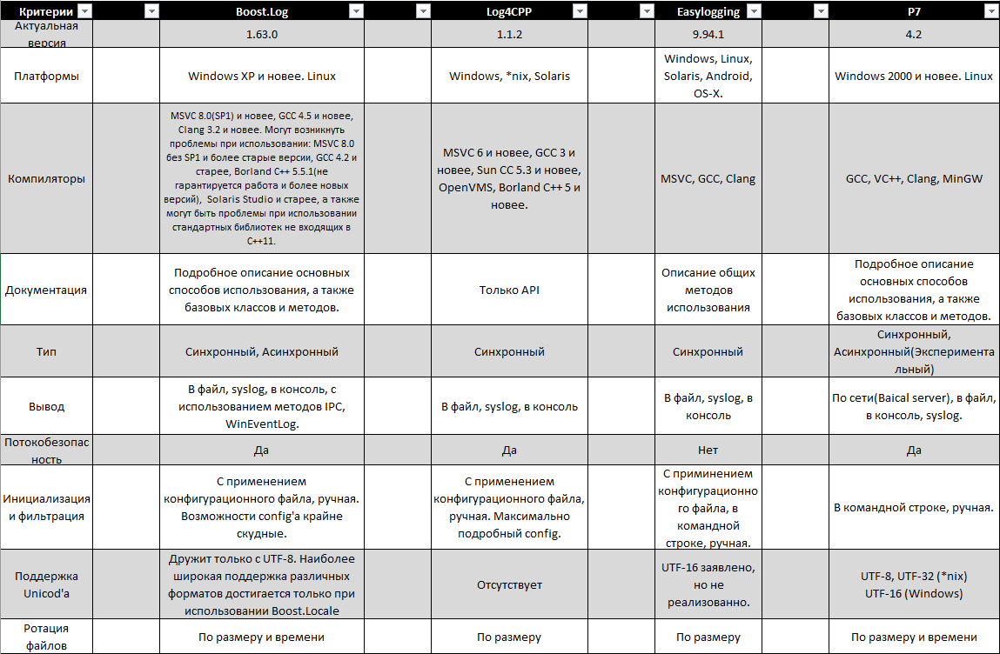 Критерии Boost.Log Log4CPP Easylogging P7
Актуальная
версия
1.63.0
1.1.2
9.94.1
4.2
Платформы
Windows XP и новее. Linux
Windows, *nix, Solaris
Windows, Linux,
Solaris, Android,
OS-X.
Windows 2000 и новее. Linux
Компиляторы
MSVC 8.0(SP1) и новее, GCC 4.5 и новее,
Clang 3.2 и новее. Могут возникнуть
проблемы при использовании: MSVC 8.0
без SP1 и более старые версии, GCC 4.2 и
старее, Borland C++ 5.5.1(не
гарантируется работа и более новых
версий), Solaris Studio и старее, а также
могут быть проблемы при использовании
стандартных библиотек не входящих в
C++11.
MSVC 6 и новее, GCC 3 и
новее, Sun CC 5.3 и новее,
OpenVMS, Borland C++ 5 и
новее.
MSVC, GCC, Clang
GCC, VC++, Clang, MinGW
Документация
Подробное описание основных
способов использования, а также
базовых классов и методов.
Только API
Описание общих
методов
использования
Подробное описание
основных способов
использования, а также
базовых классов и методов.
Тип
Синхронный, Асинхронный
Синхронный
Синхронный
Синхронный,
Асинхронный(Эксперимента
льный)
Вывод
В файл, syslog, в консоль, с
использованием методов IPC,
WinEventLog.
В файл, syslog, в консоль
В файл, syslog, в
консоль
По сети(Baical server), в файл,
в консоль, syslog.
Потокобезопас
ность
Да
Да
Нет
Да
Инициализация
и фильтрация
С применением
конфигурационного файла, ручная.
Возможности config'а крайне
скудные.
С применением
конфигурационного файла,
ручная. Максимально
подробный config.
С приминением
конфигурационно
го файла, в
командной
строке, ручная.
В командной строке, ручная.
Поддержка
Unicod'а
Дружит только с UTF-8. Наиболее
широкая поддержка различных
форматов достигается только при
использовании Boost.Locale
Отсутствует
UTF-16 заявлено,
но не
реализованно.
UTF-8, UTF-32 (*nix)
UTF-16 (Windows)
Ротация
файлов
По размеру и времени
По размеру
По размеру
По размеру и времени